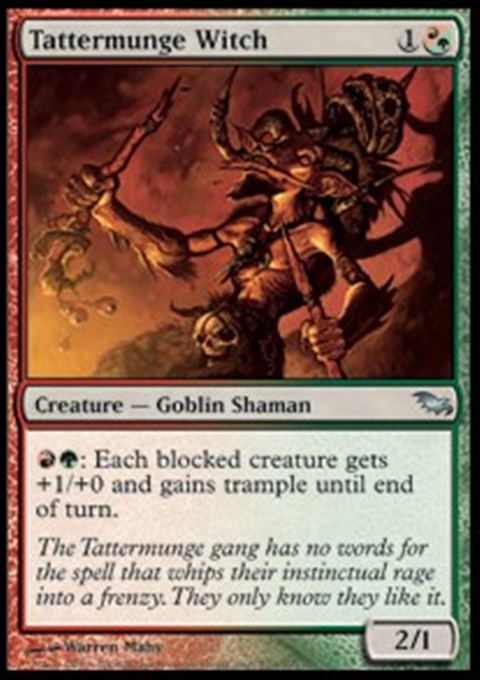 Tattermunge Witch 1
Creature — Goblin Shaman
: Each blocked creature gets
+1/+0 and gains trample until end
of turn.
The Tattermunge gang has no words for
the spell that whips their instinctual rage
into a frenzy. They only know they like it.
Warren Mahy
2/1